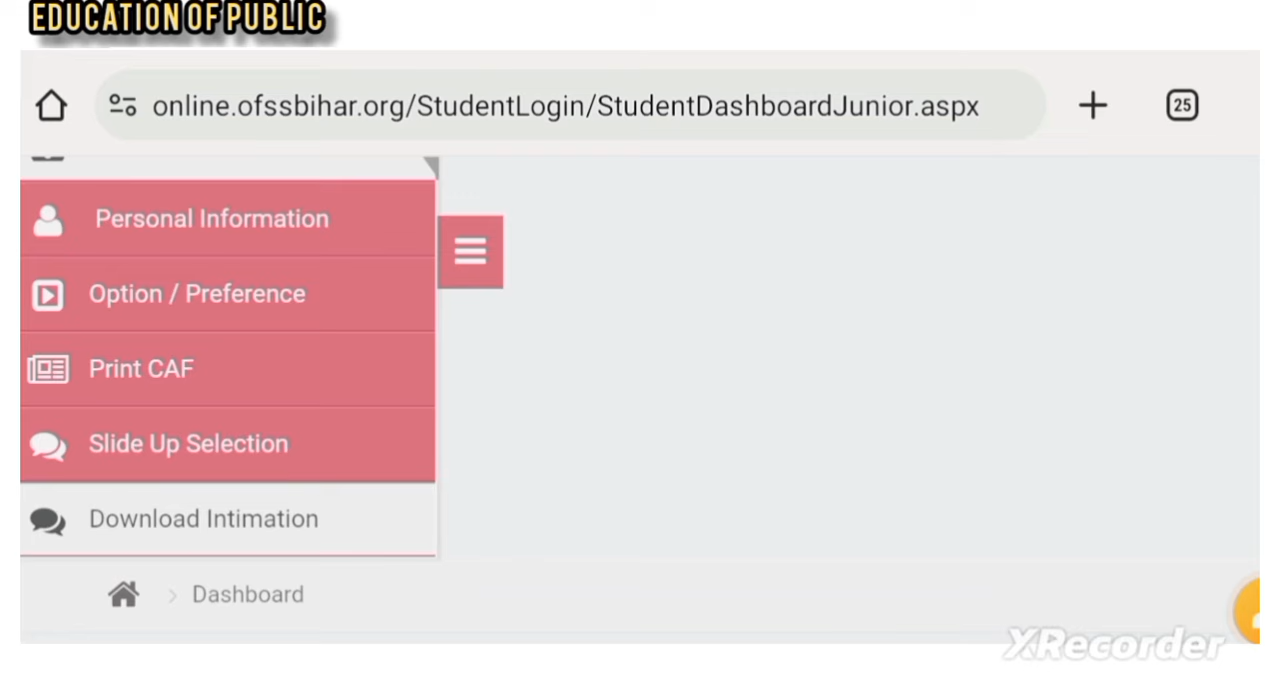 EDUCATION OF PUBLIC
online.ofssbihar.org/StudentLogin/StudentDashboardJunior.aspx
25
Personal Information
Option / Preference
Print CAF
Slide Up Selection
Download Intimation
> Dashboard
XRecorder